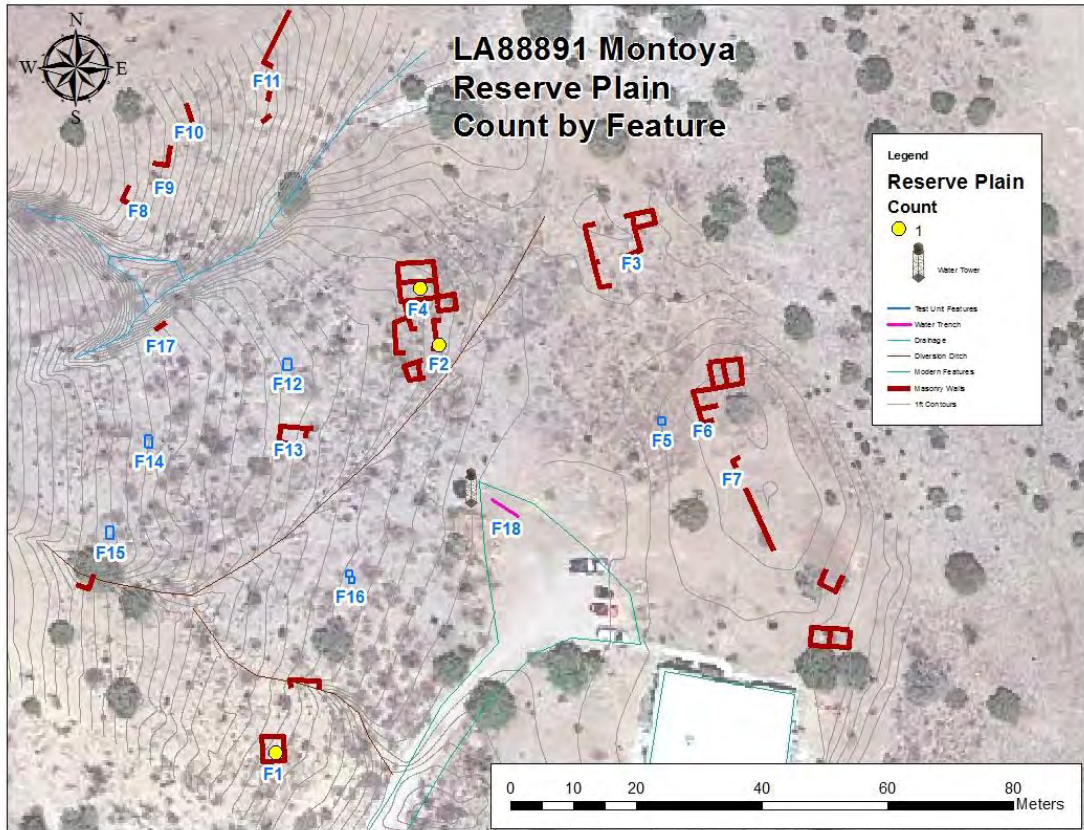 N
W E
S
LA88891 Montoya
Reserve Plain
Count by Feature
F11
F10
F9
F8
F3
F4
F2
F17
F12
F13
F14
F5
F6
F7
F18
F15
F16
F1
Legend
Reserve Plain
Count
1
Water Tower
Test Unit Features
Water Trench
Drainage
Diversion Ditch
Modern Features
Masonry Walls
1ft Contours
0 10 20 40 60 80
Meters